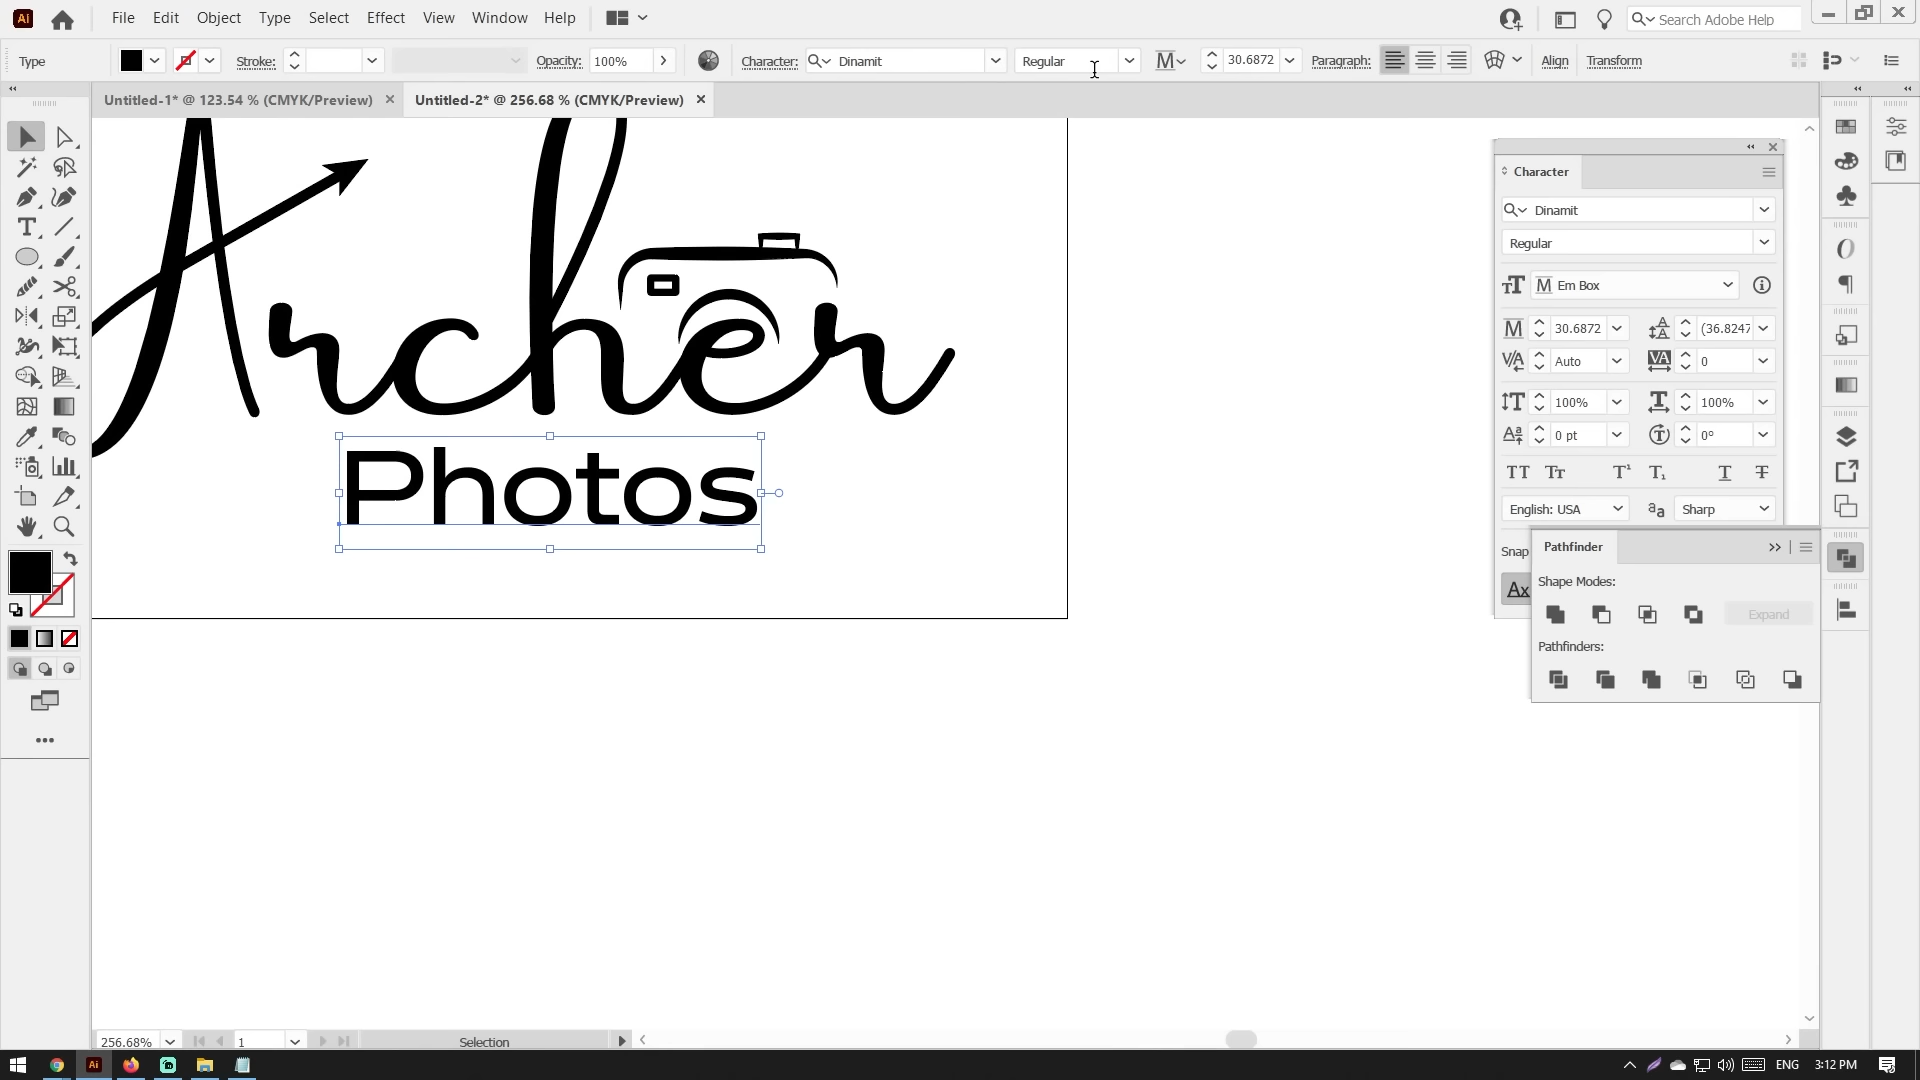 Ai File Edit Object Type Select Effect View Window Help Search Adobe Help
Type Stroke: Opacity: 100% Character: Dinamit Regular 30.6872 Paragraph: Align Transform
Untitled-1* @ 123.54 % (CMYK/Preview) Untitled-2* @ 256.68 % (CMYK/Preview)
Character
Dinamit
Regular
Em Box
30.6872 (36.8247
Auto 0
100% 100%
0 pt 0°
English: USA Sharp
Snap
Pathfinder
Shape Modes:
Expand
Pathfinders:
Archer
Photos
256.68% 1 Selection
Ai ENG 3:12 PM